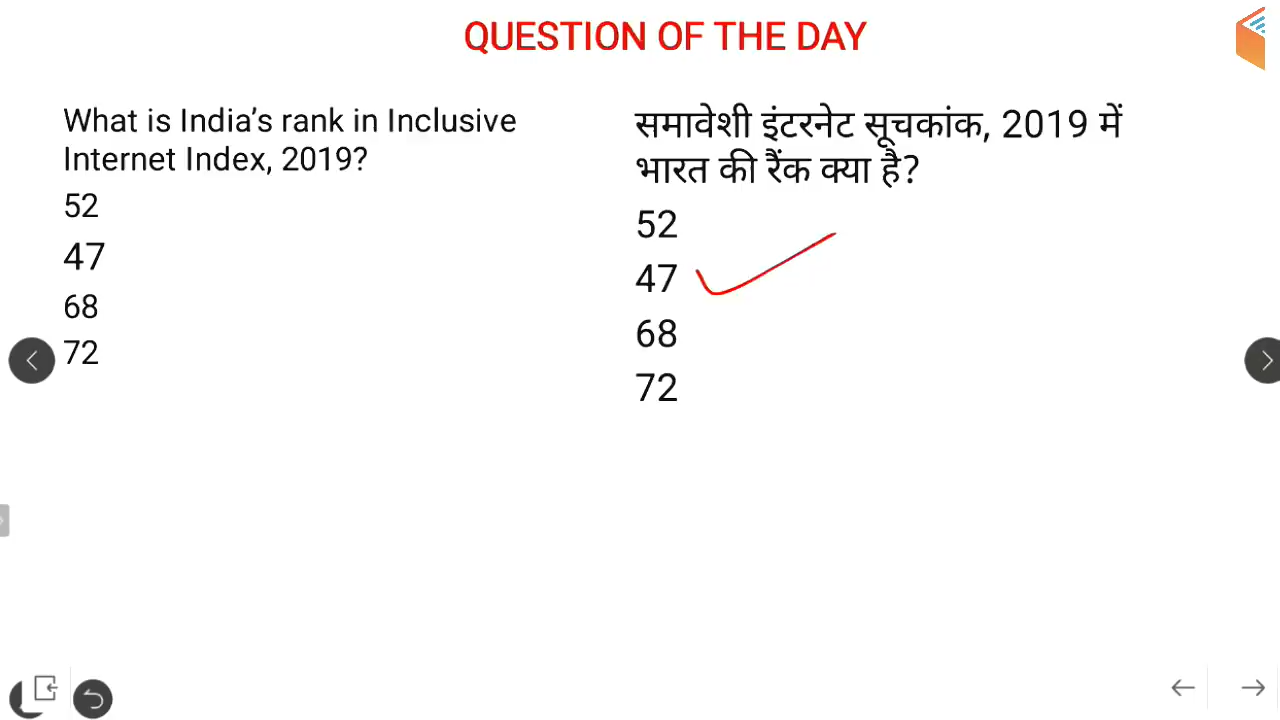 QUESTION OF THE DAY
What is India’s rank in Inclusive
Internet Index, 2019?
52
47
68
72
समावेशी इंटरनेट सूचकांक, 2019 में
भारत की रैंक क्या है?
52
47
68
72